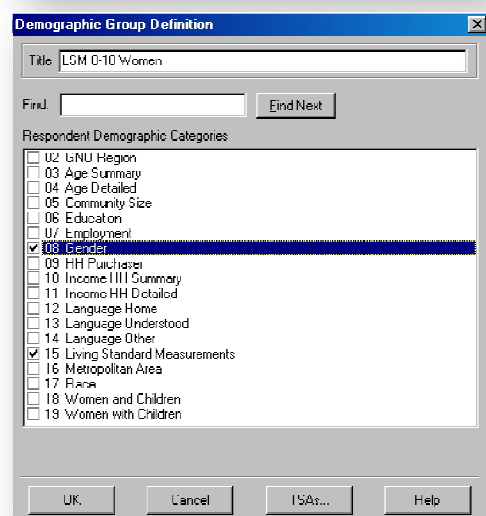 Demographic Group Definition
Title LSM 0-10 Women
Find. Find Next
Respondent Demographic Categories
02 GNU Region
03 Age Summary
04 Age Detailed
05 Community Size
06 Education
07 Employment
08 Gender
09 HH Purchaser
10 Income HH Summary
11 Income HH Detailed
12 Language Home
13 Language Understood
14 Language Other
15 Living Standard Measurements
16 Metropolitan Area
17 Race
18 Women and Children
19 Women with Children
OK. Cancel TSAs... Help